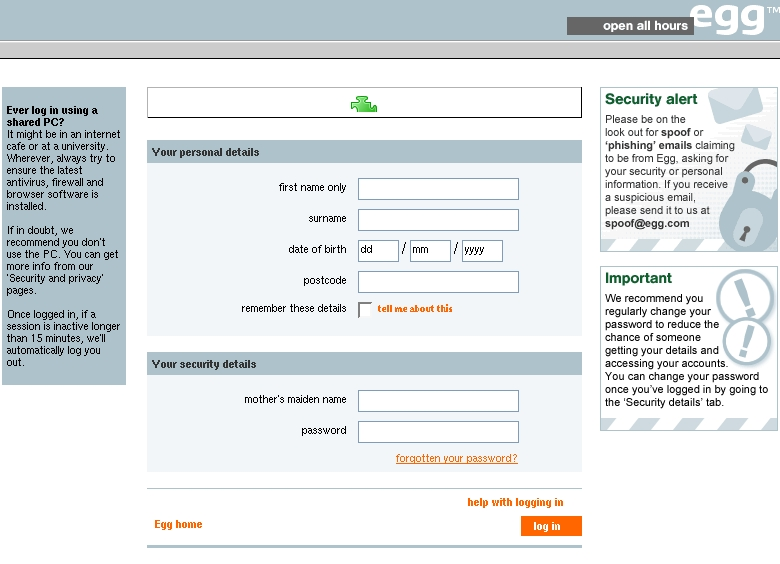 open all hours
egg™
Ever log in using a
shared PC?
It might be in an internet
cafe or at a university.
Wherever, always try to
ensure the latest
antivirus, firewall and
browser software is
installed.
If in doubt, we
recommend you don't
use the PC. You can get
more info from our
'Security and privacy'
pages.
Once logged in, if a
session is inactive longer
than 15 minutes, we'll
automatically log you
out.
Your personal details
first name only
surname
date of birth dd / mm / yyyy
postcode
remember these details tell me about this
Your security details
mother's maiden name
password
forgotten your password?
help with logging in
Egg home
log in
Security alert
Please be on the
look out for spoof or
'phishing' emails claiming
to be from Egg, asking for
your security or personal
information. If you receive
a suspicious email,
please send it to us at
spoof@egg.com
Important
We recommend you
regularly change your
password to reduce the
chance of someone
getting your details and
accessing your accounts.
You can change your password
once you've logged in by going to
the 'Security details' tab.